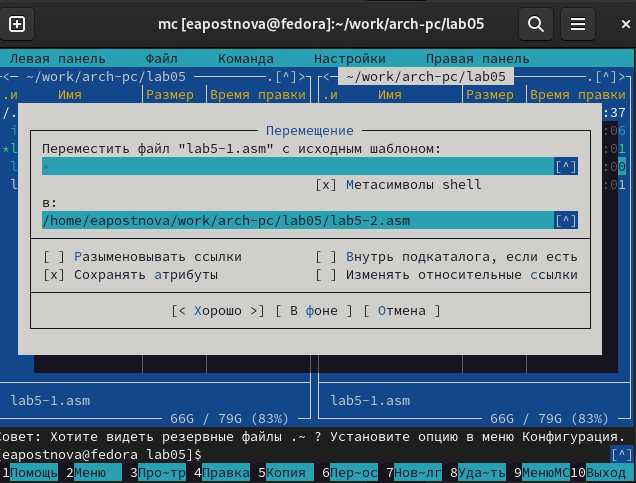 mc [eapostnova@fedora]:~/work/arch-pc/lab05
Левая панель Файл Команда Настройки Правая панель
<— ~/work/arch-pc/lab05 .[^]> <— ~/work/arch-pc/lab05 .[^]>
.и Имя Размер Время правки .и Имя Размер Время правки
/. :37
Перемещение
Переместить файл "lab5-1.asm" с исходным шаблоном:
* [^]
[x] Метасимволы shell
в:
/home/eapostnova/work/arch-pc/lab05/lab5-2.asm [^]
[ ] Разыменовывать ссылки [ ] Внутрь подкаталога, если есть
[x] Сохранять атрибуты [ ] Изменять относительные ссылки
[< Хорошо >] [ В фоне ] [ Отмена ]
lab5-1.asm lab5-1.asm
66G / 79G (83%) 66G / 79G (83%)
Совет: Хотите видеть резервные файлы .~ ? Установите опцию в меню Конфигурация.
[eapostnova@fedora lab05]$ [^]
1Помощь 2Меню 3Про~тр 4Правка 5Копия 6Пер~ос 7Нов~лг 8Уда~ть 9МенюMC 10Выход